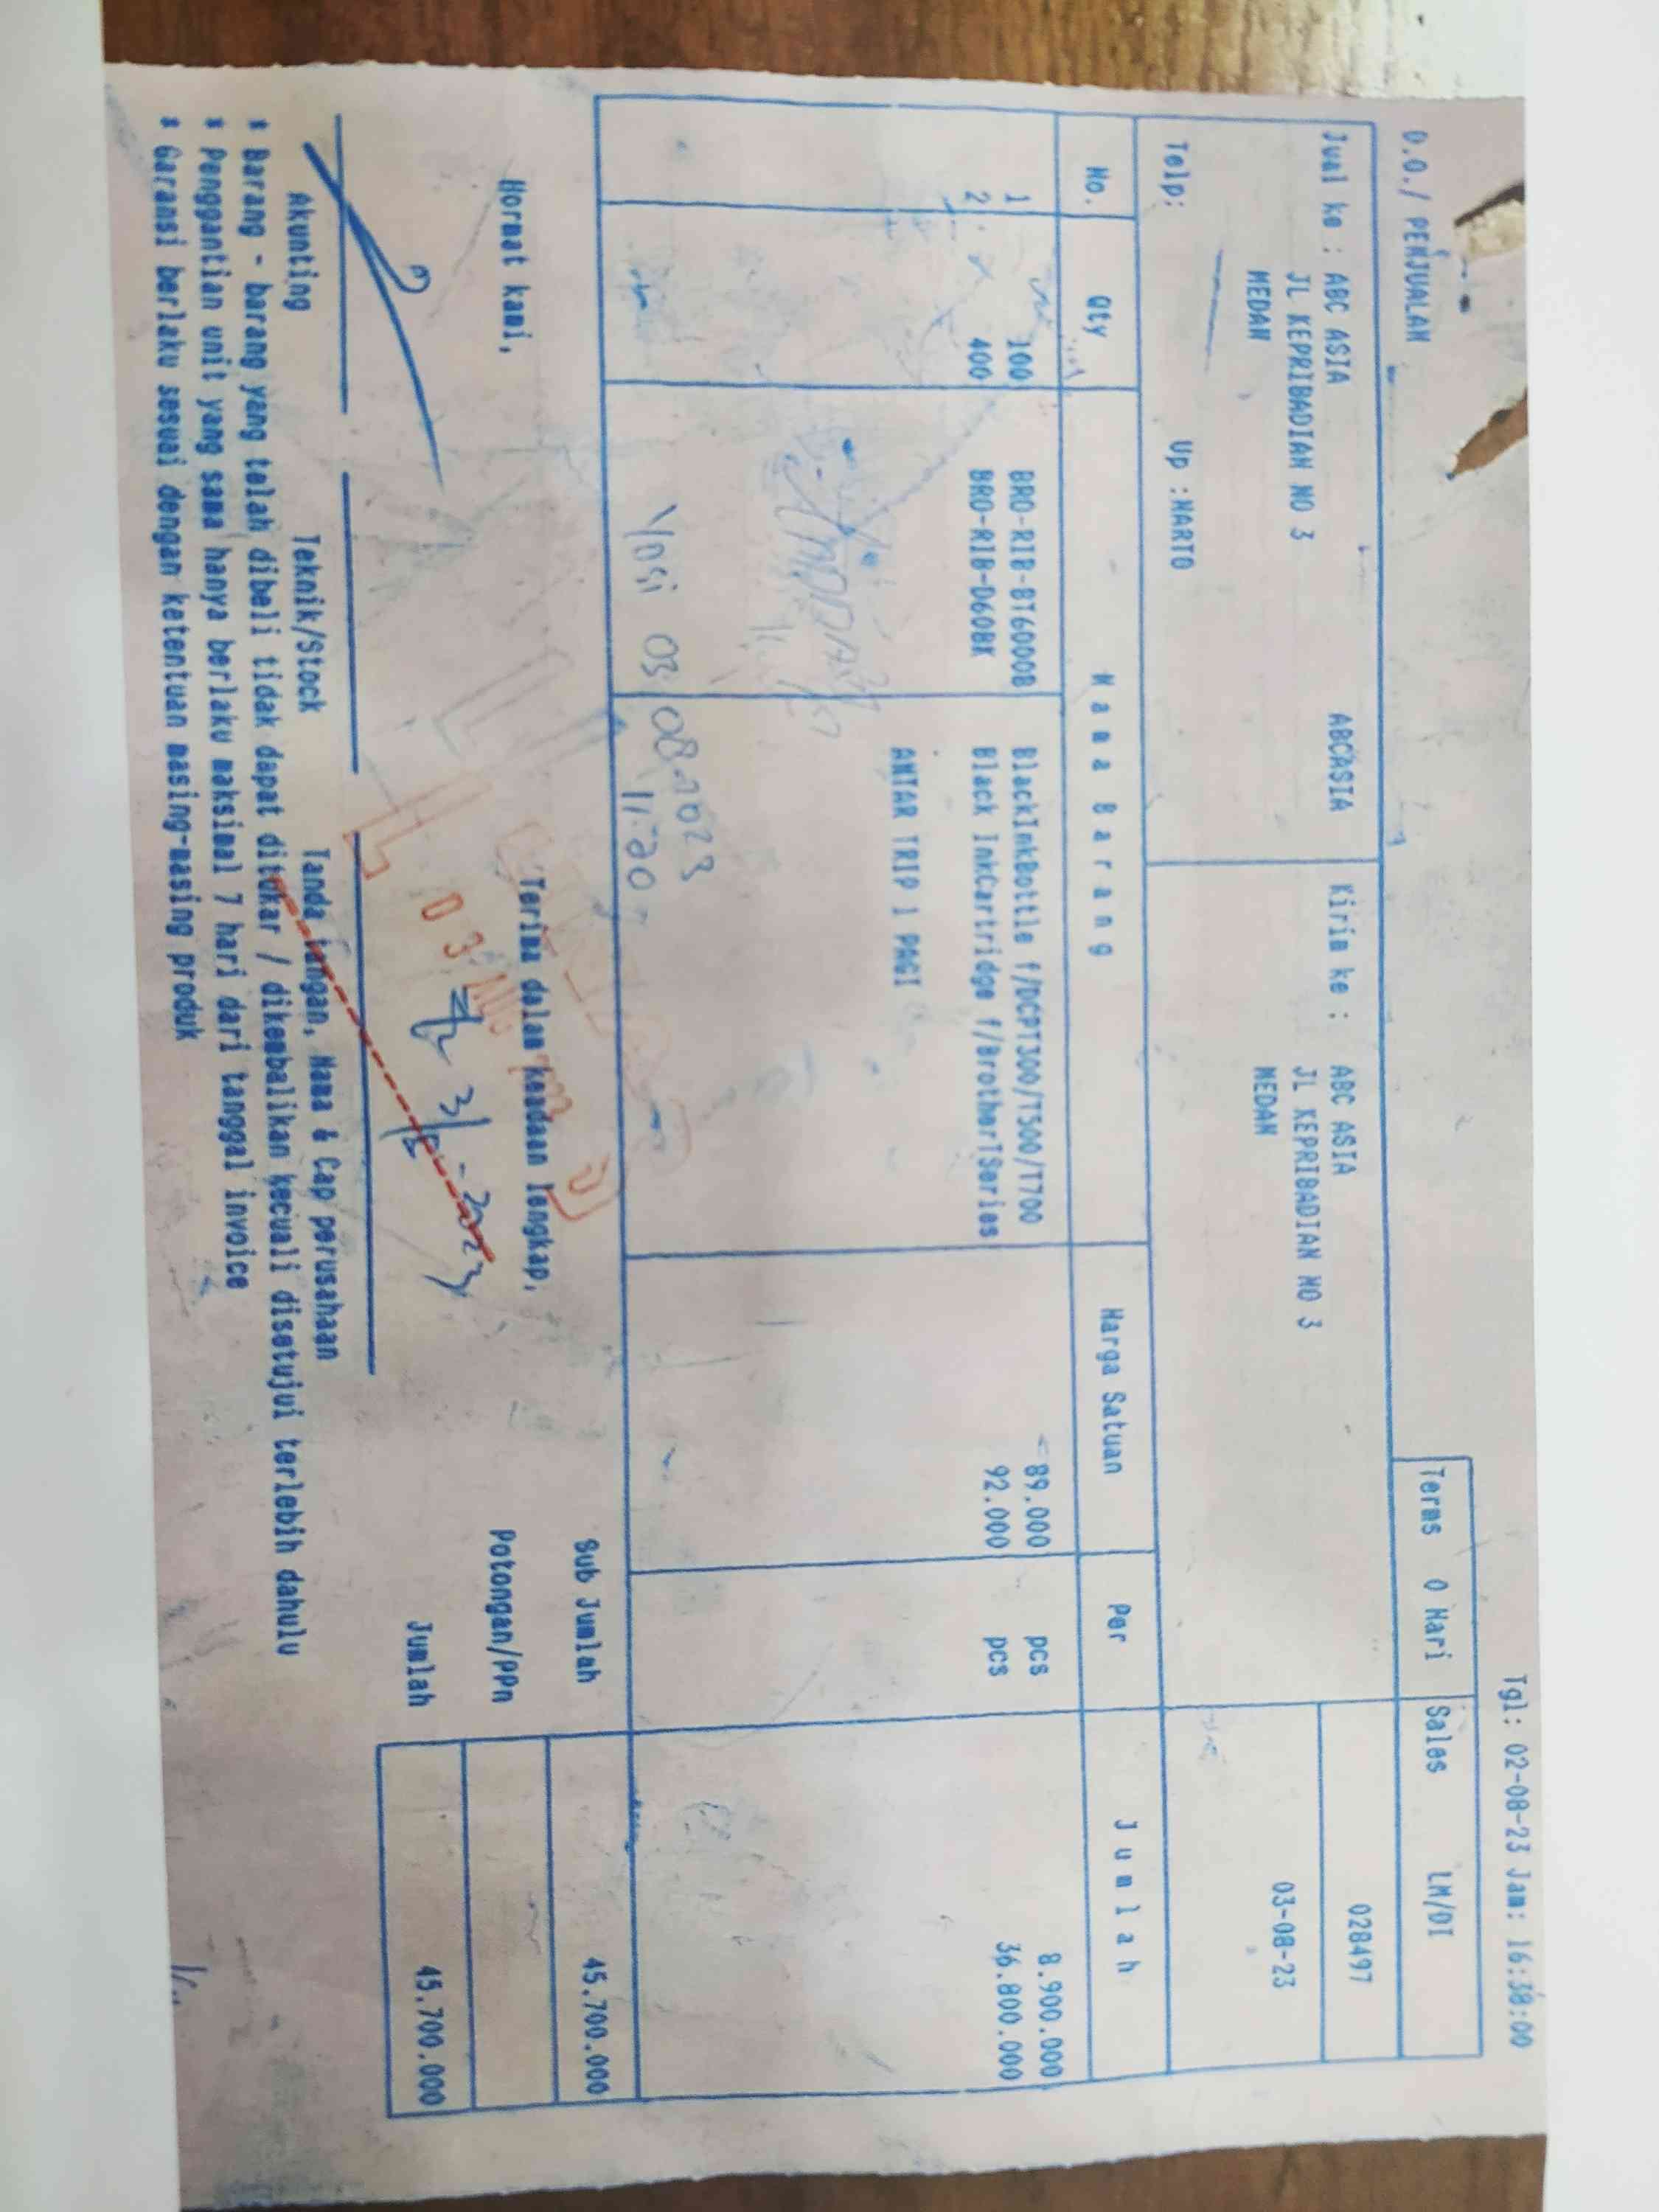 Tgl: 02-08-23 Jam: 16:38:00
D.O./ PENJUALAN
Terms 0 Hari Sales LM/DI
Jual ke : ABC ASIA ABCASIA
JL KEPRIBADIAN NO 3
MEDAN
Telp: Up :HARTO
Kirim ke : ABC ASIA
JL KEPRIBADIAN NO 3
MEDAN
028497
03-08-23
No. Qty Nama Barang Harga Satuan Per Jumlah
1 100 BRO-RIB-BT6000B BlackInkBottle f/DCPT300/T500/T700 89.000 pcs 8.900.000
2 400 BRO-RIB-D60BK Black InkCartridge f/BrotherTSeries 92.000 pcs 36.800.000
ANTAR TRIP 1 PAGI
Yosi 03 08-2023
11-20
Sub Jumlah 45.700.000
Potongan/PPn
Jumlah 45.700.000
Hormat kami,
Terima dalam keadaan lengkap,
03
Akunting Teknik/Stock Tanda tangan, Nama & Cap perusahaan
* Barang - barang yang telah dibeli tidak dapat ditukar / dikembalikan kecuali disetujui terlebih dahulu
* Penggantian unit yang sama hanya berlaku maksimal 7 hari dari tanggal invoice
* Garansi berlaku sesuai dengan ketentuan masing-masing produk